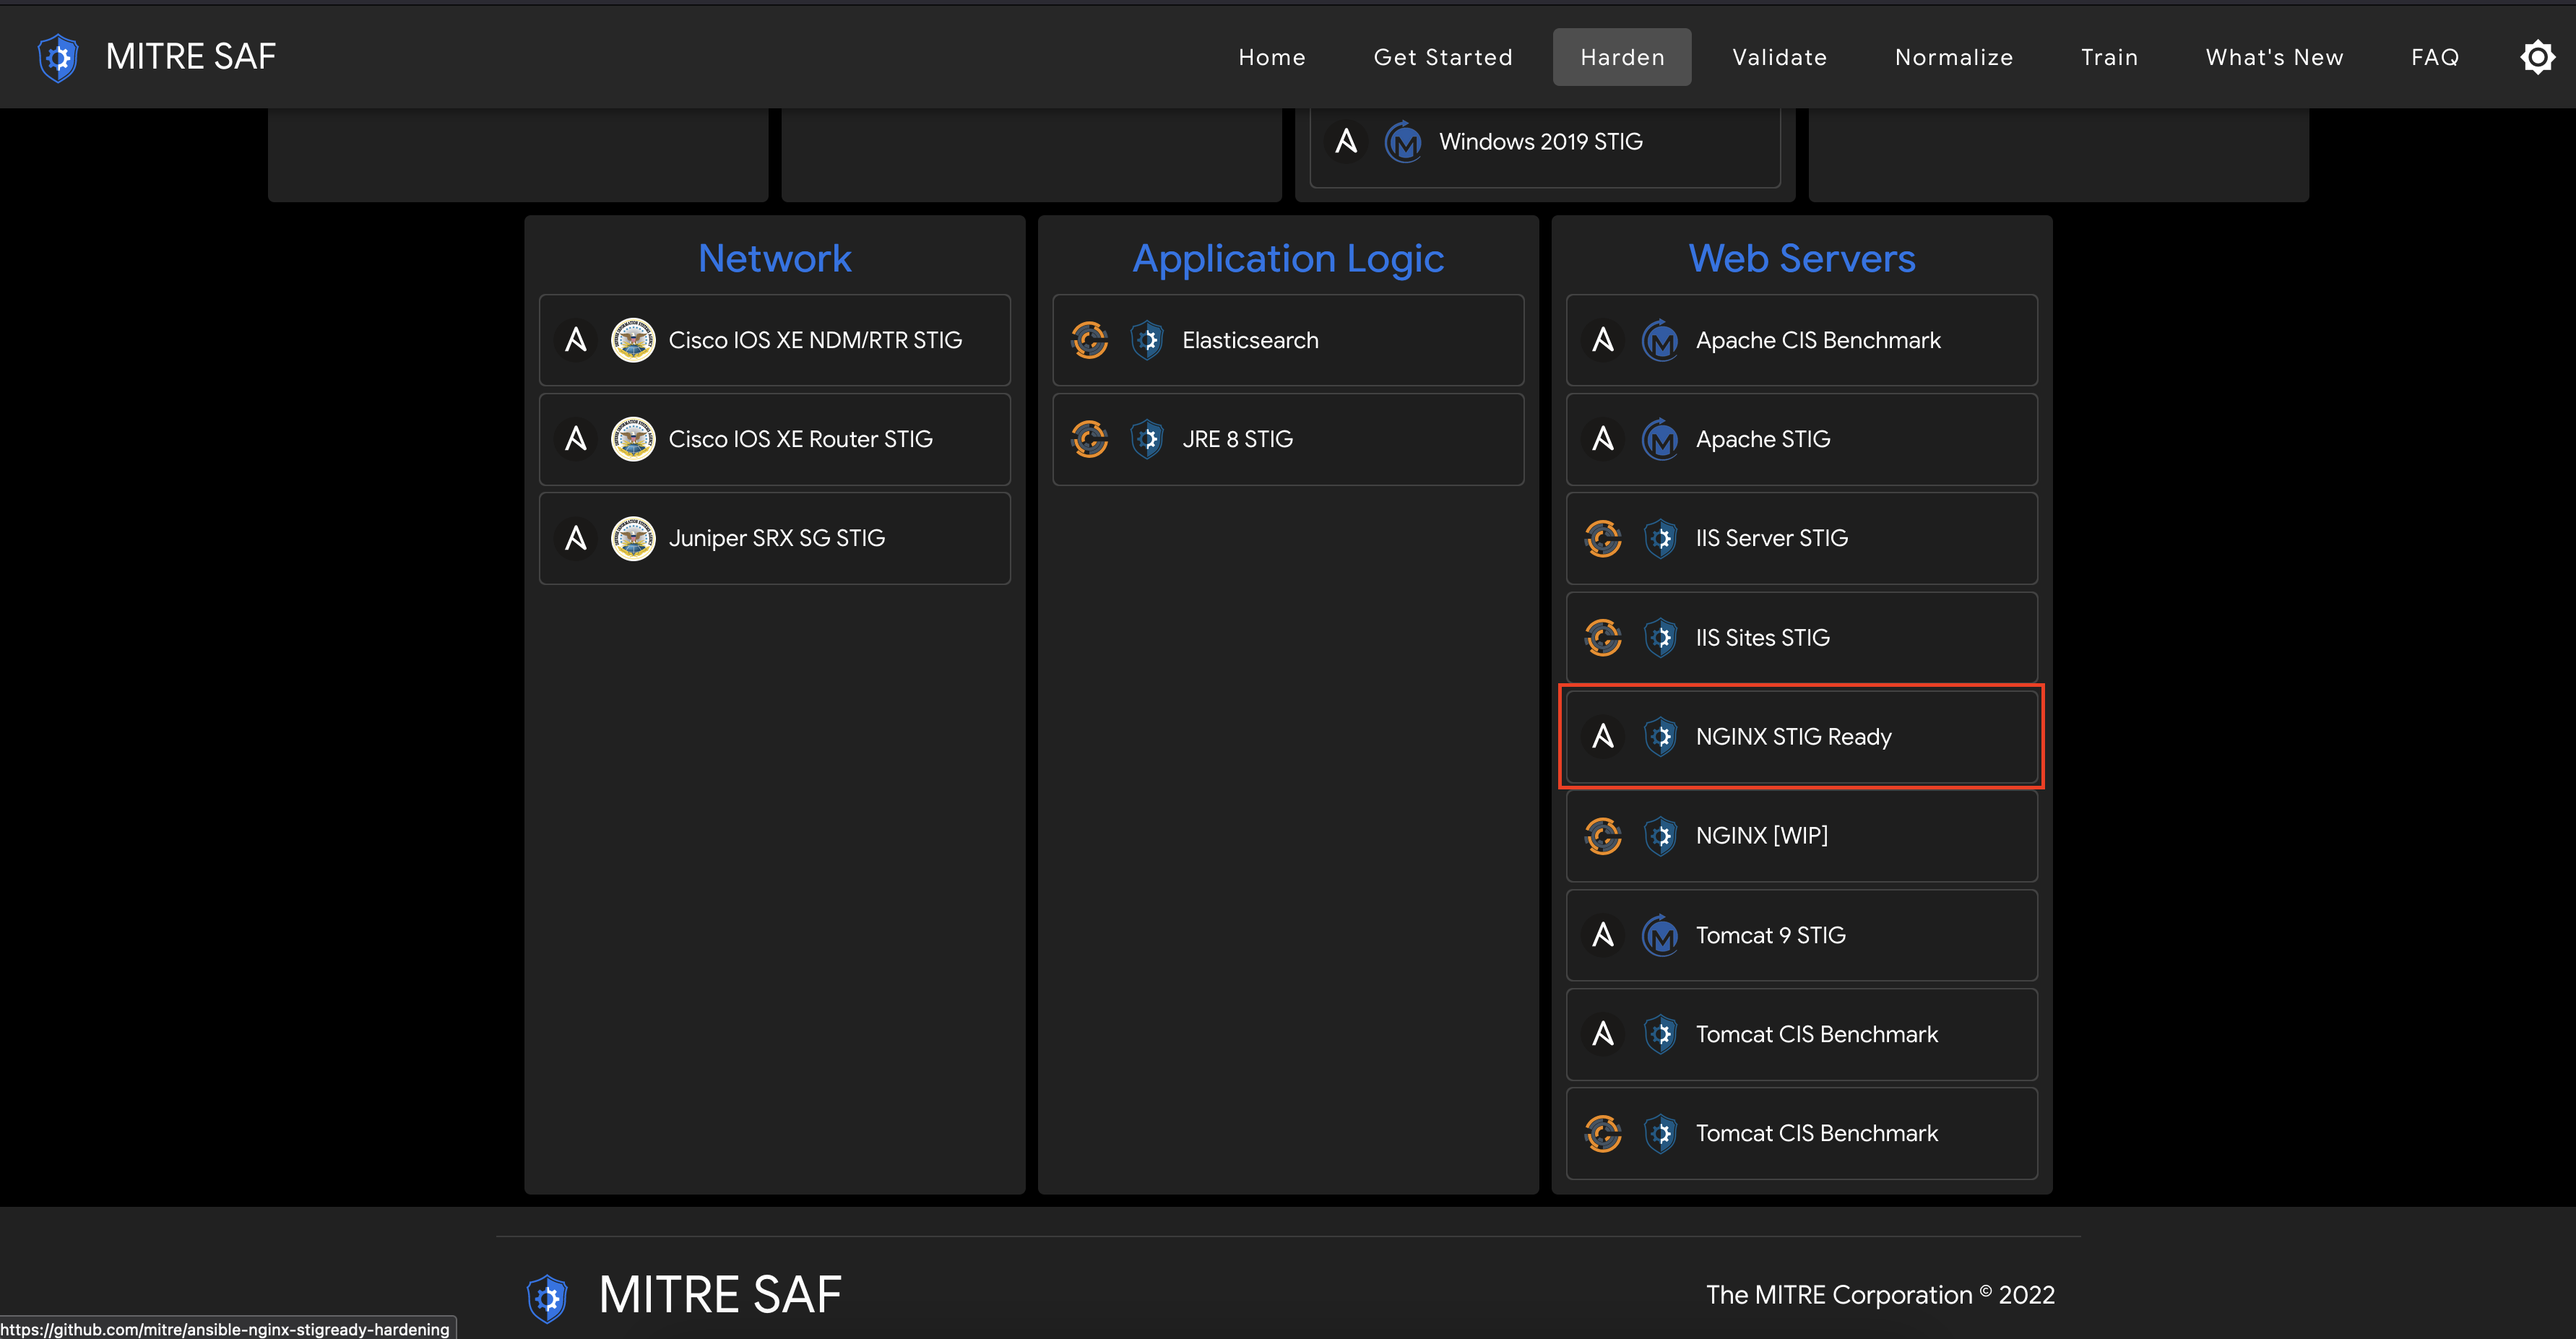 MITRE SAF
Home
Get Started
Harden
Validate
Normalize
Train
What's New
FAQ
Windows 2019 STIG
Network
Cisco IOS XE NDM/RTR STIG
Cisco IOS XE Router STIG
Juniper SRX SG STIG
Application Logic
Elasticsearch
JRE 8 STIG
Web Servers
Apache CIS Benchmark
Apache STIG
IIS Server STIG
IIS Sites STIG
NGINX STIG Ready
NGINX [WIP]
Tomcat 9 STIG
Tomcat CIS Benchmark
Tomcat CIS Benchmark
MITRE SAF
The MITRE Corporation © 2022
https://github.com/mitre/ansible-nginx-stigready-hardening